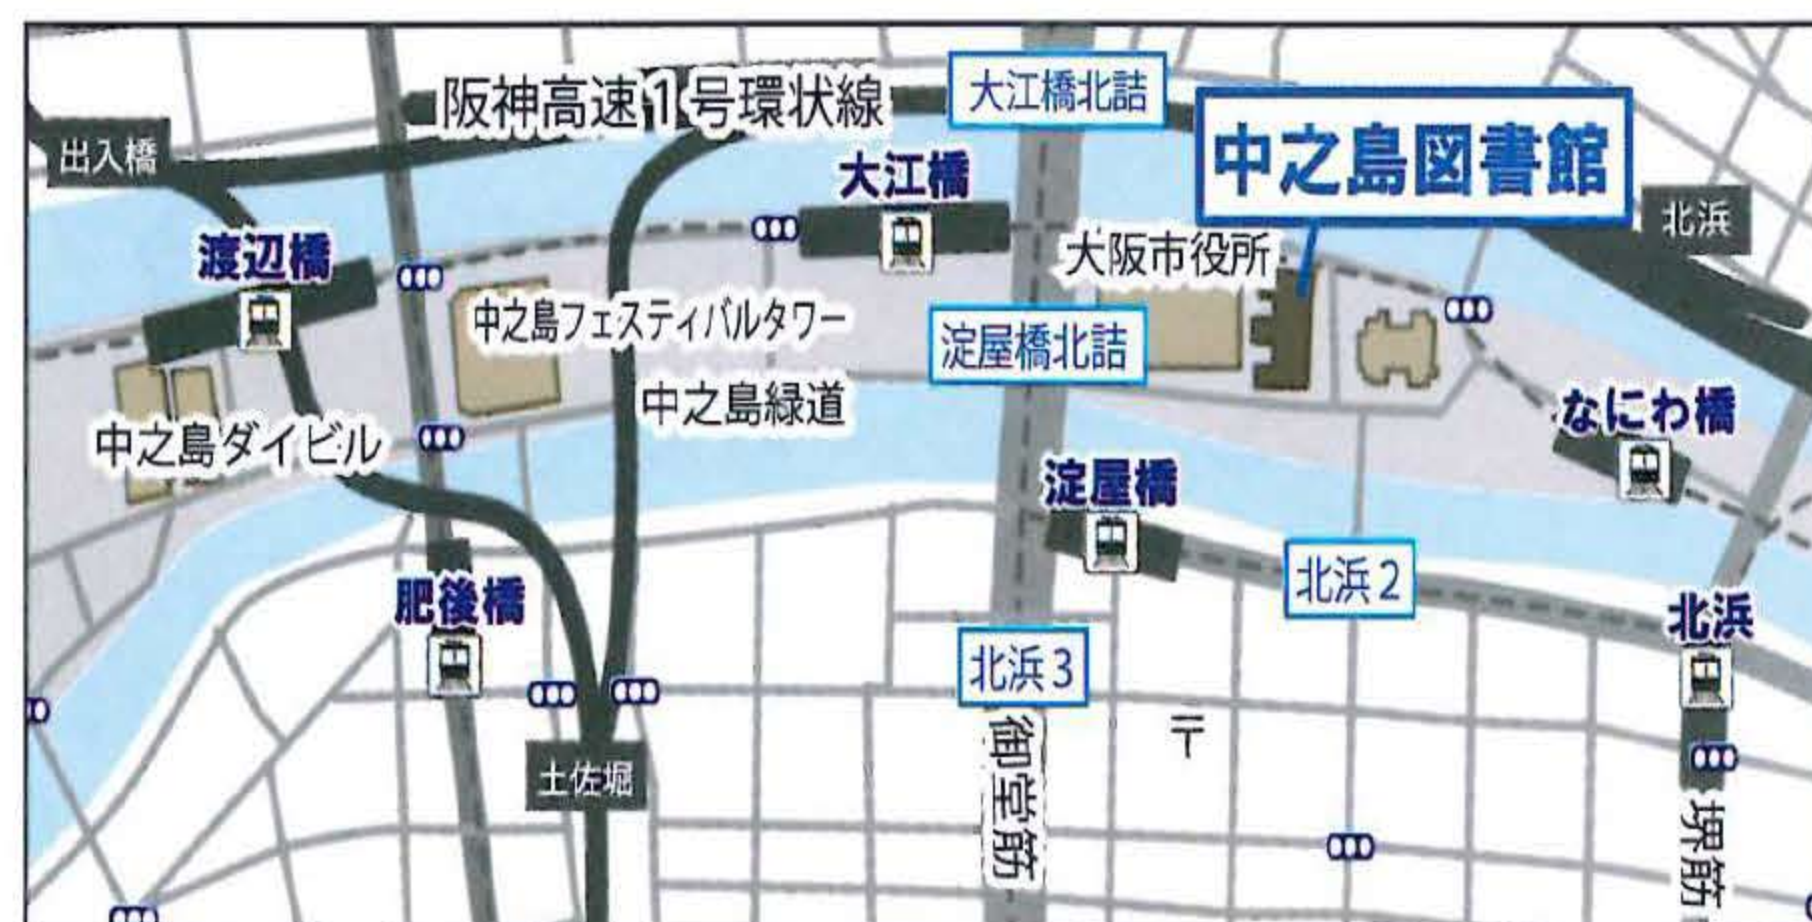 阪神高速1号環状線
大江橋北詰
出入橋
大江橋
中之島図書館
北浜
渡辺橋
大阪市役所
中之島フェスティバルタワー
淀屋橋北詰
中之島緑道
なにわ橋
中之島ダイビル
淀屋橋
肥後橋
北浜2
北浜
北浜3
〒
御堂筋
土佐堀
堺筋